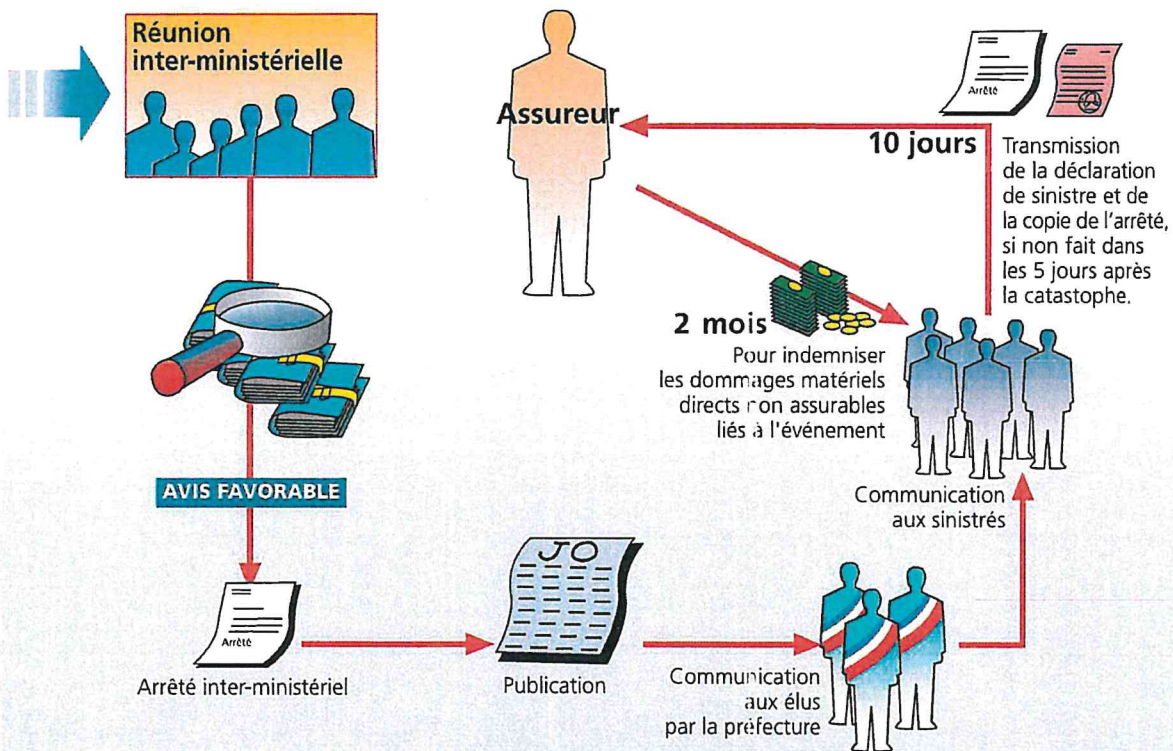 Réunion
inter-ministérielle
Assureur
10 jours
Arrêté
Transmission
de la déclaration
de sinistre et de
la copie de l'arrêté,
si non fait dans
les 5 jours après
la catastophe.
2 mois
Pour indemniser
les dommages matériels
directs non assurables
liés à l'événement
Communication
aux sinistrés
AVIS FAVORABLE
Arrêté
Arrêté inter-ministériel
JO
Publication
Communication
aux élus
par la préfecture